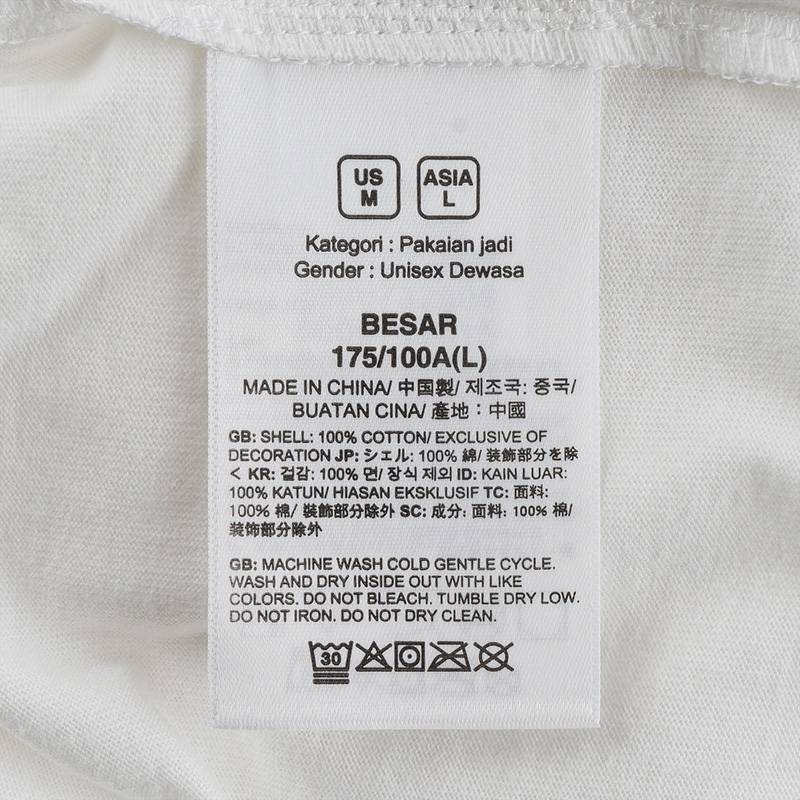 US
M
ASIA
L
Kategori : Pakaian jadi
Gender : Unisex Dewasa
BESAR
175/100A(L)
MADE IN CHINA/ 中国製/ 제조국: 중국/
BUATAN CINA/ 產地：中國
GB: SHELL: 100% COTTON/ EXCLUSIVE OF
DECORATION JP: シェル: 100% 綿/ 装飾部分を除
く KR: 겉감: 100% 면/ 장식 제외 ID: KAIN LUAR:
100% KATUN/ HIASAN EKSKLUSIF TC: 面料:
100% 棉/ 裝飾部分除外 SC: 成分: 面料: 100% 棉/
装饰部分除外
GB: MACHINE WASH COLD GENTLE CYCLE.
WASH AND DRY INSIDE OUT WITH LIKE
COLORS. DO NOT BLEACH. TUMBLE DRY LOW.
DO NOT IRON. DO NOT DRY CLEAN.
30